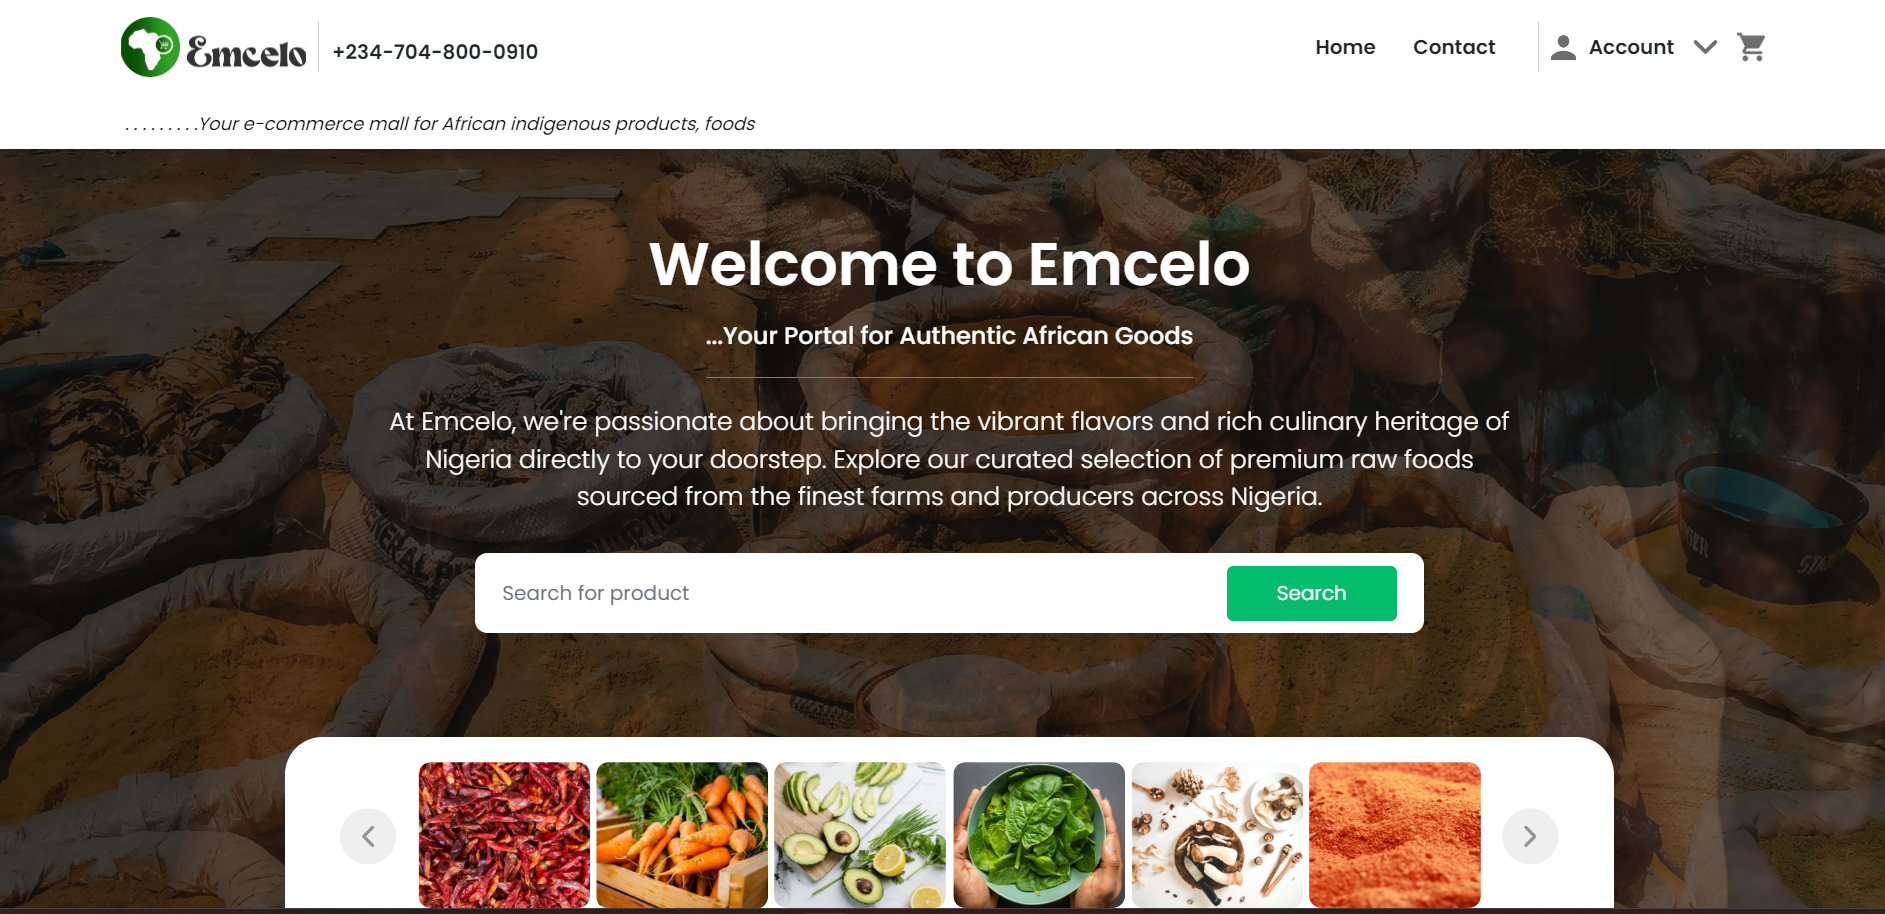 Emcelo
+234-704-800-0910
Home
Contact
Account
.........Your e-commerce mall for African indigenous products, foods
Welcome to Emcelo
...Your Portal for Authentic African Goods
At Emcelo, we're passionate about bringing the vibrant flavors and rich culinary heritage of
Nigeria directly to your doorstep. Explore our curated selection of premium raw foods
sourced from the finest farms and producers across Nigeria.
Search for product
Search